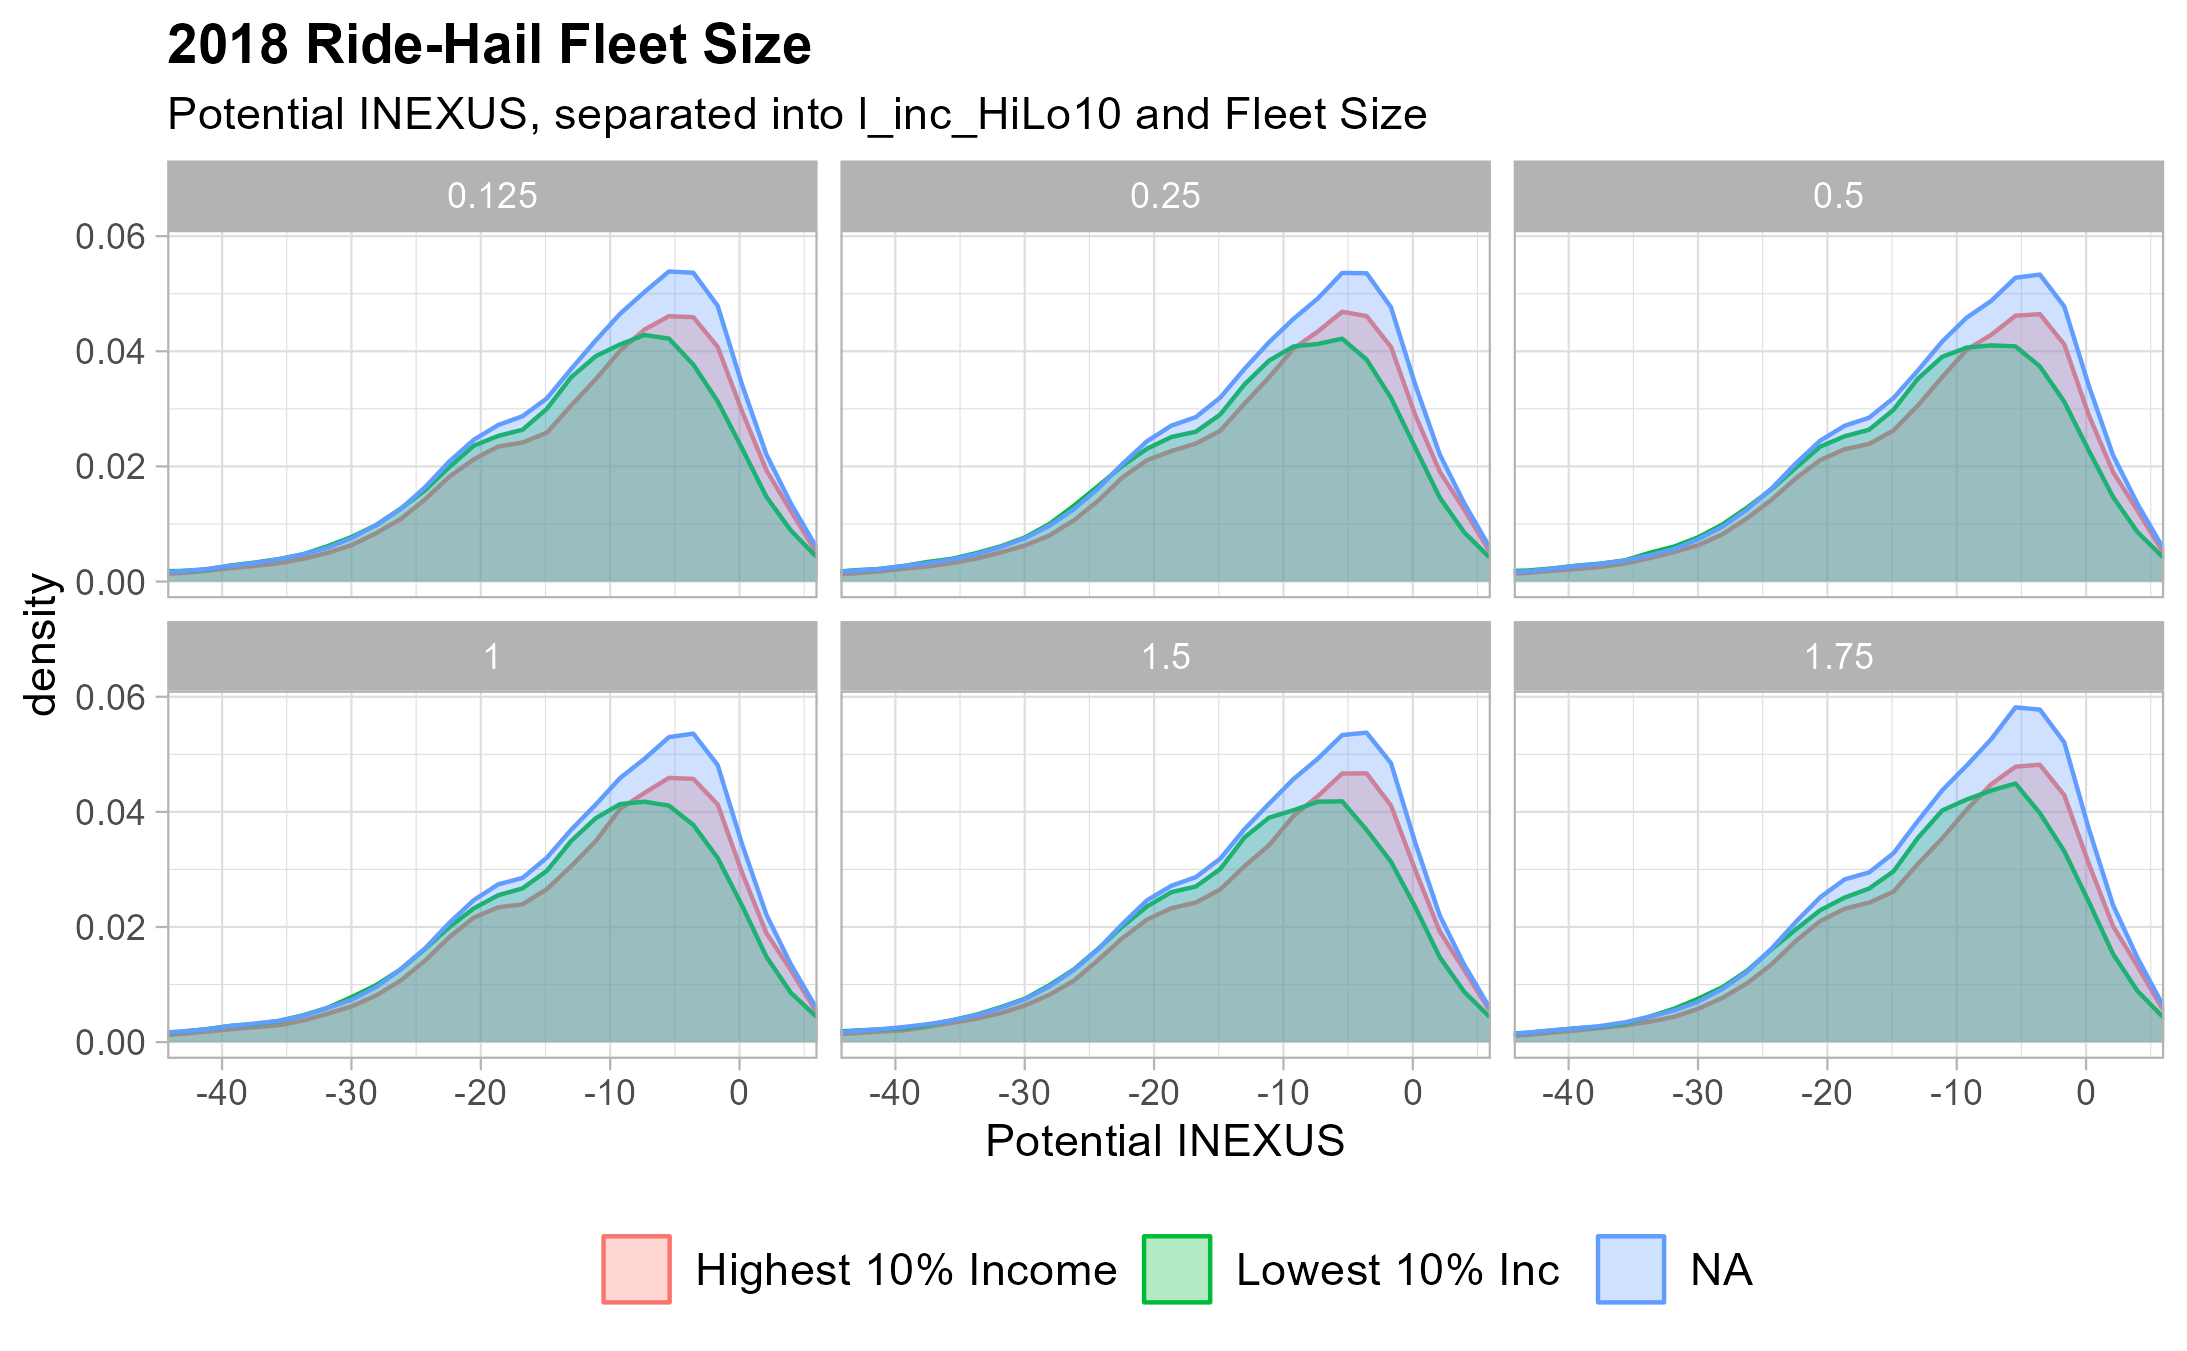 2018 Ride-Hail Fleet Size
Potential INEXUS, separated into l_inc_HiLo10 and Fleet Size
0.125 0.25 0.5
0.06
0.04
0.02
0.00
density
1 1.5 1.75
0.06
0.04
0.02
0.00
-40 -30 -20 -10 0 -40 -30 -20 -10 0 -40 -30 -20 -10 0
Potential INEXUS
Highest 10% Income Lowest 10% Inc NA